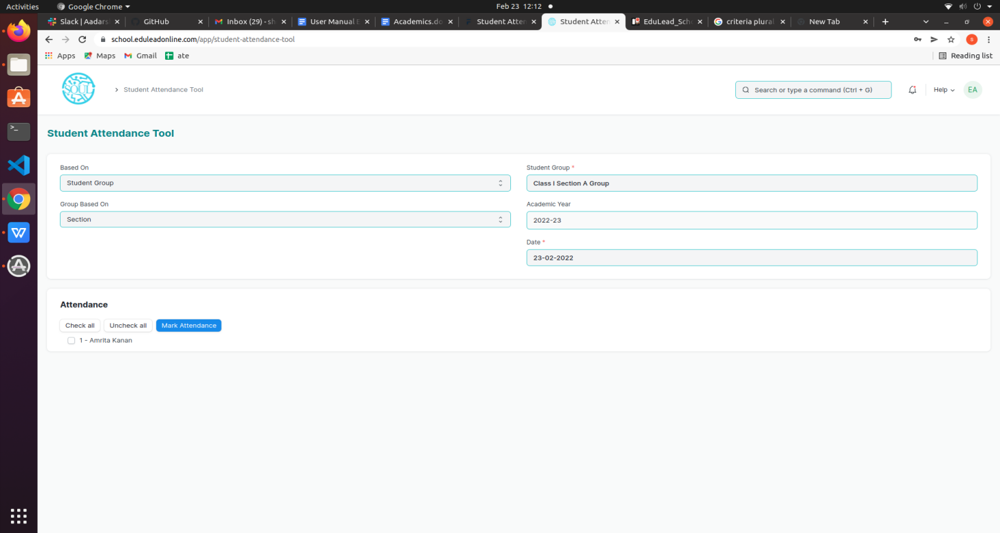 Activities Google Chrome Feb 23 12:12
Slack | Aadars GitHub Inbox (29) - sh User Manual E Academics.do Student Atten Student Atten EduLead_Scho criteria plural New Tab
school.eduleadonline.com/app/student-attendance-tool S
Apps Maps Gmail ate Reading list
SOUL Student Attendance Tool Search or type a command (Ctrl + G) Help EA
Student Attendance Tool
Based On Student Group *
Student Group Class I Section A Group
Group Based On Academic Year
Section 2022-23
Date *
23-02-2022
Attendance
Check all Uncheck all Mark Attendance
1 - Amrita Kanan